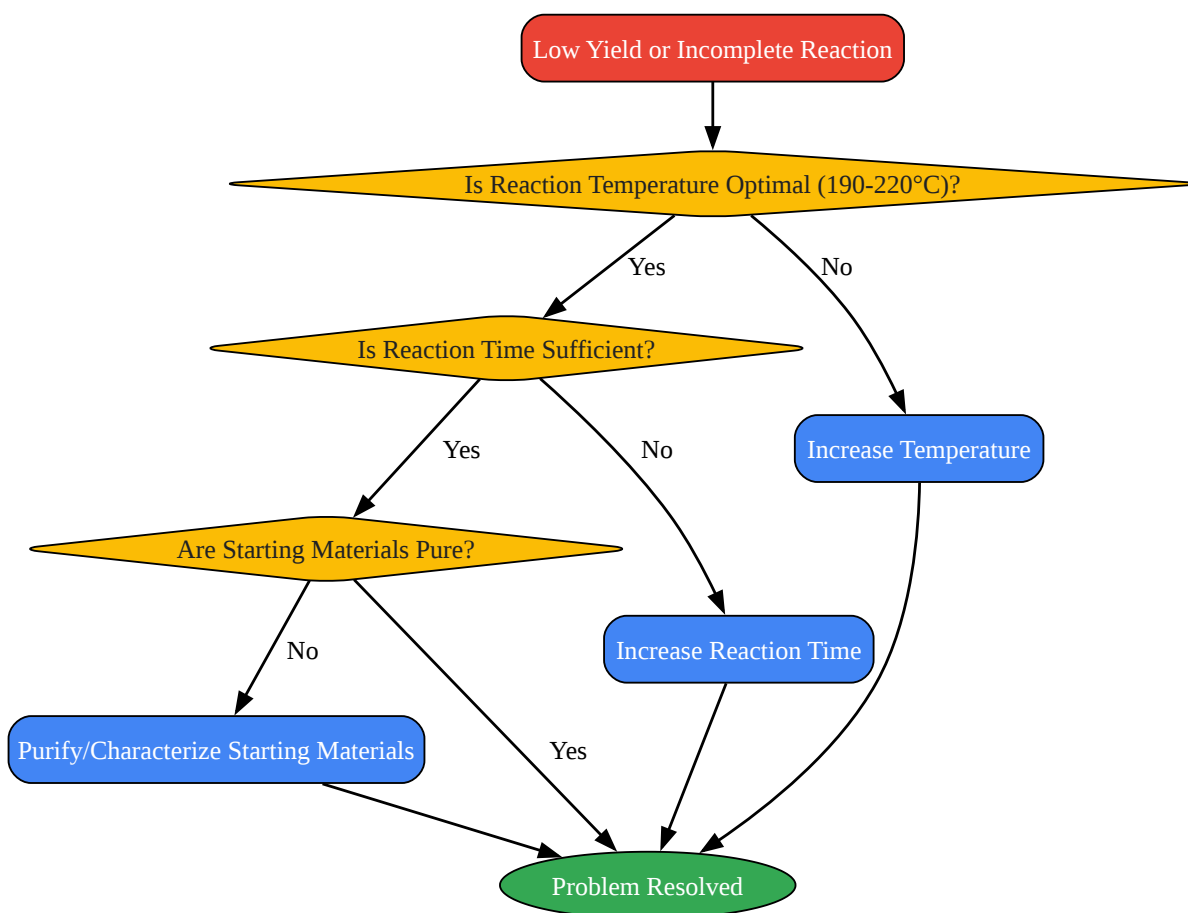 Low Yield or Incomplete Reaction
Is Reaction Temperature Optimal (190-220°C)?
Yes
No
Is Reaction Time Sufficient?
Yes
No
Increase Temperature
Are Starting Materials Pure?
No
Increase Reaction Time
Purify/Characterize Starting Materials
Yes
Problem Resolved